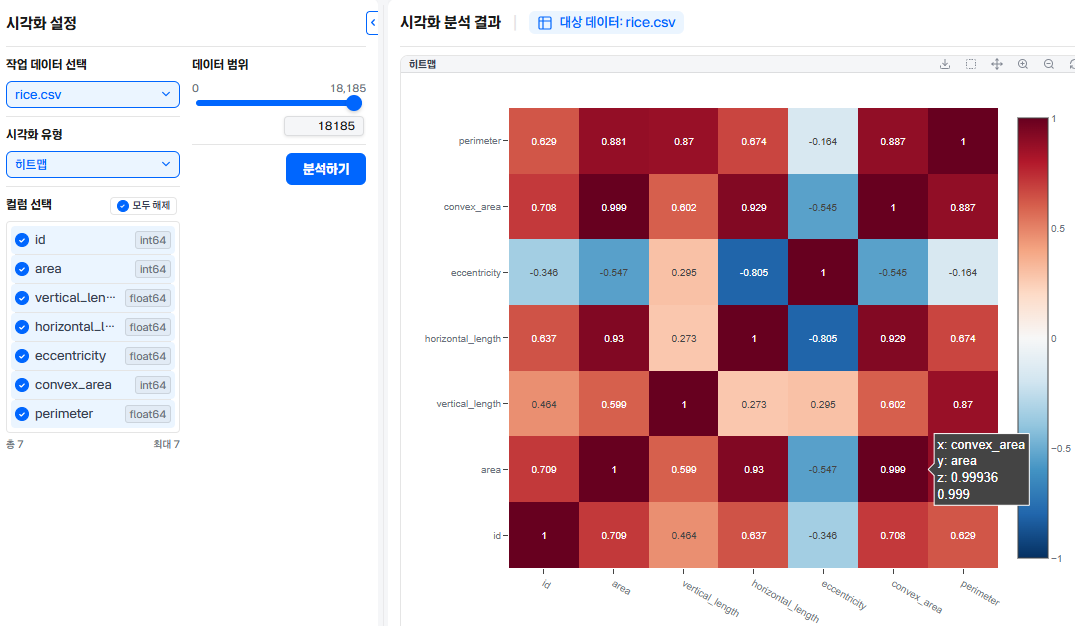 시각화 설정
작업 데이터 선택
rice.csv
시각화 유형
히트맵
컬럼 선택
모두 해제
id int64
area int64
vertical_len··· float64
horizontal_l··· float64
eccentricity float64
convex_area int64
perimeter float64
총 7 최대 7
데이터 범위
0 18,185
18185
분석하기
시각화 분석 결과
대상 데이터: rice.csv
히트맵
perimeter 0.629 0.881 0.87 0.674 -0.164 0.887 1
convex_area 0.708 0.999 0.602 0.929 -0.545 1 0.887
eccentricity -0.346 -0.547 0.295 -0.805 1 -0.545 -0.164
horizontal_length 0.637 0.93 0.273 1 -0.805 0.929 0.674
vertical_length 0.464 0.599 1 0.273 0.295 0.602 0.87
area 0.709 1 0.599 0.93 -0.547 0.999
id 1 0.709 0.464 0.637 -0.346 0.708 0.629
x: convex_area
y: area
z: 0.99936
0.999
id area vertical_length horizontal_length eccentricity convex_area perimeter
1
0.5
0
−0.5
−1